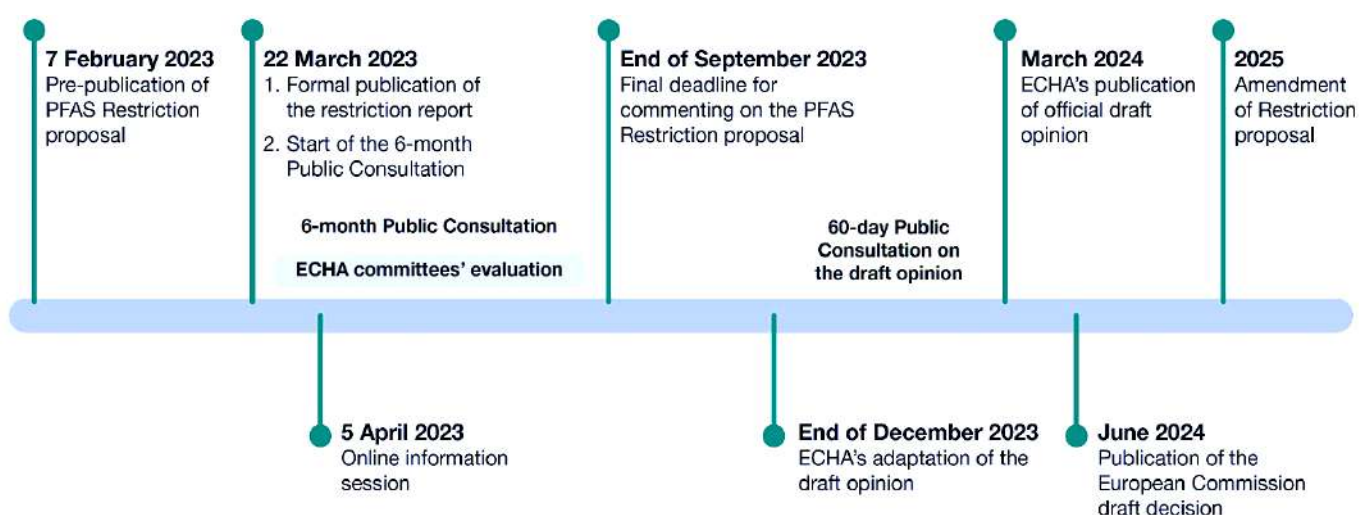 7 February 2023
Pre-publication of
PFAS Restriction
proposal
22 March 2023
1. Formal publication of
the restriction report
2. Start of the 6-month
Public Consultation
End of September 2023
Final deadline for
commenting on the PFAS
Restriction proposal
March 2024
ECHA's publication
of official draft
opinion
2025
Amendment
of Restriction
proposal
6-month Public Consultation
ECHA committees' evaluation
60-day Public
Consultation on
the draft opinion
5 April 2023
Online information
session
End of December 2023
ECHA's adaptation of the
draft opinion
June 2024
Publication of the
European Commission
draft decision